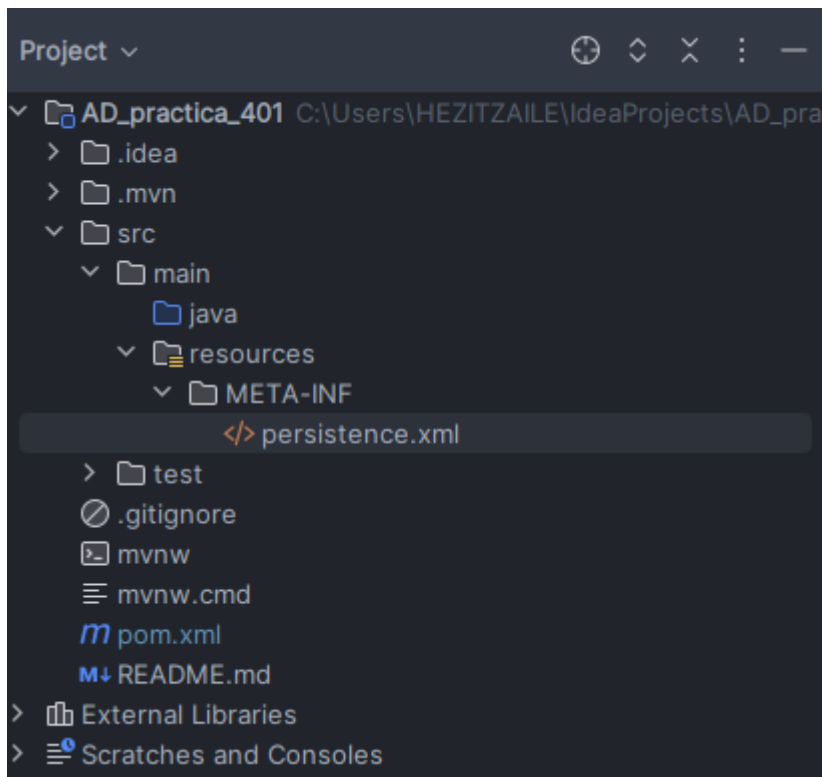 Project
AD_practica_401 C:\Users\HEZITZAILE\IdeaProjects\AD_pra
.idea
.mvn
src
main
java
resources
META-INF
</> persistence.xml
test
.gitignore
mvnw
mvnw.cmd
m pom.xml
M↓ README.md
External Libraries
Scratches and Consoles